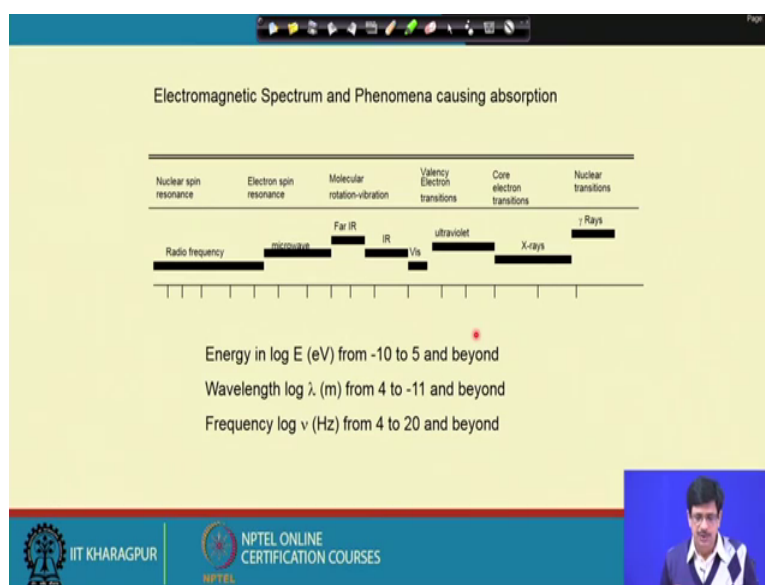 Page
Electromagnetic Spectrum and Phenomena causing absorption
Nuclear spin
resonance
Electron spin
resonance
Molecular
rotation-vibration
Valency
Electron
transitions
Core
electron
transitions
Nuclear
transitions
Radio frequency
microwave
Far IR
IR
Vis
ultraviolet
X-rays
γ Rays
Energy in log E (eV) from -10 to 5 and beyond
Wavelength log λ (m) from 4 to -11 and beyond
Frequency log ν (Hz) from 4 to 20 and beyond
IIT KHARAGPUR
NPTEL
NPTEL ONLINE
CERTIFICATION COURSES